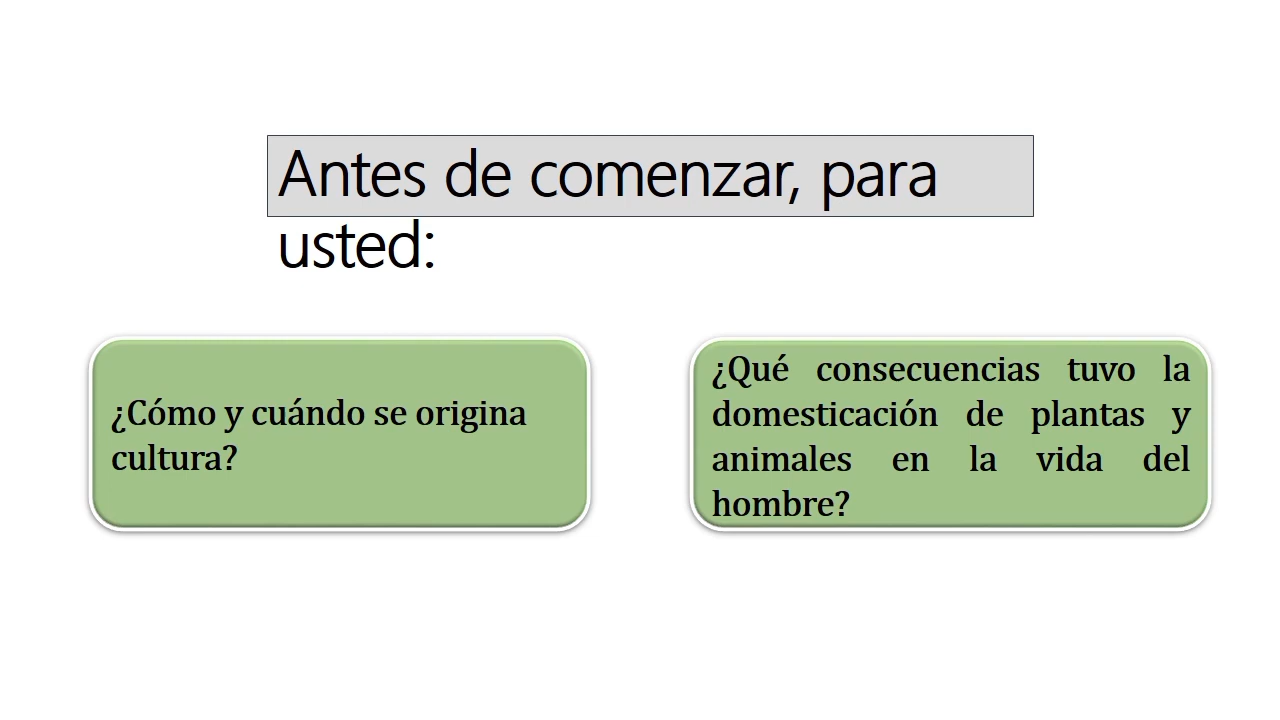 Antes de comenzar, para
usted:
¿Cómo y cuándo se origina
cultura?
¿Qué consecuencias tuvo la
domesticación de plantas y
animales en la vida del
hombre?